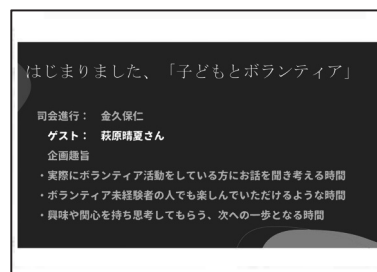 はじまりました、「子どもとボランティア」
司会進行： 金久保仁
ゲスト： 萩原晴夏さん
企画趣旨
・実際にボランティア活動をしている方にお話を聞き考える時間
・ボランティア未経験者の人でも楽しんでいただけるような時間
・興味や関心を持ち思考してもらう、次への一歩となる時間